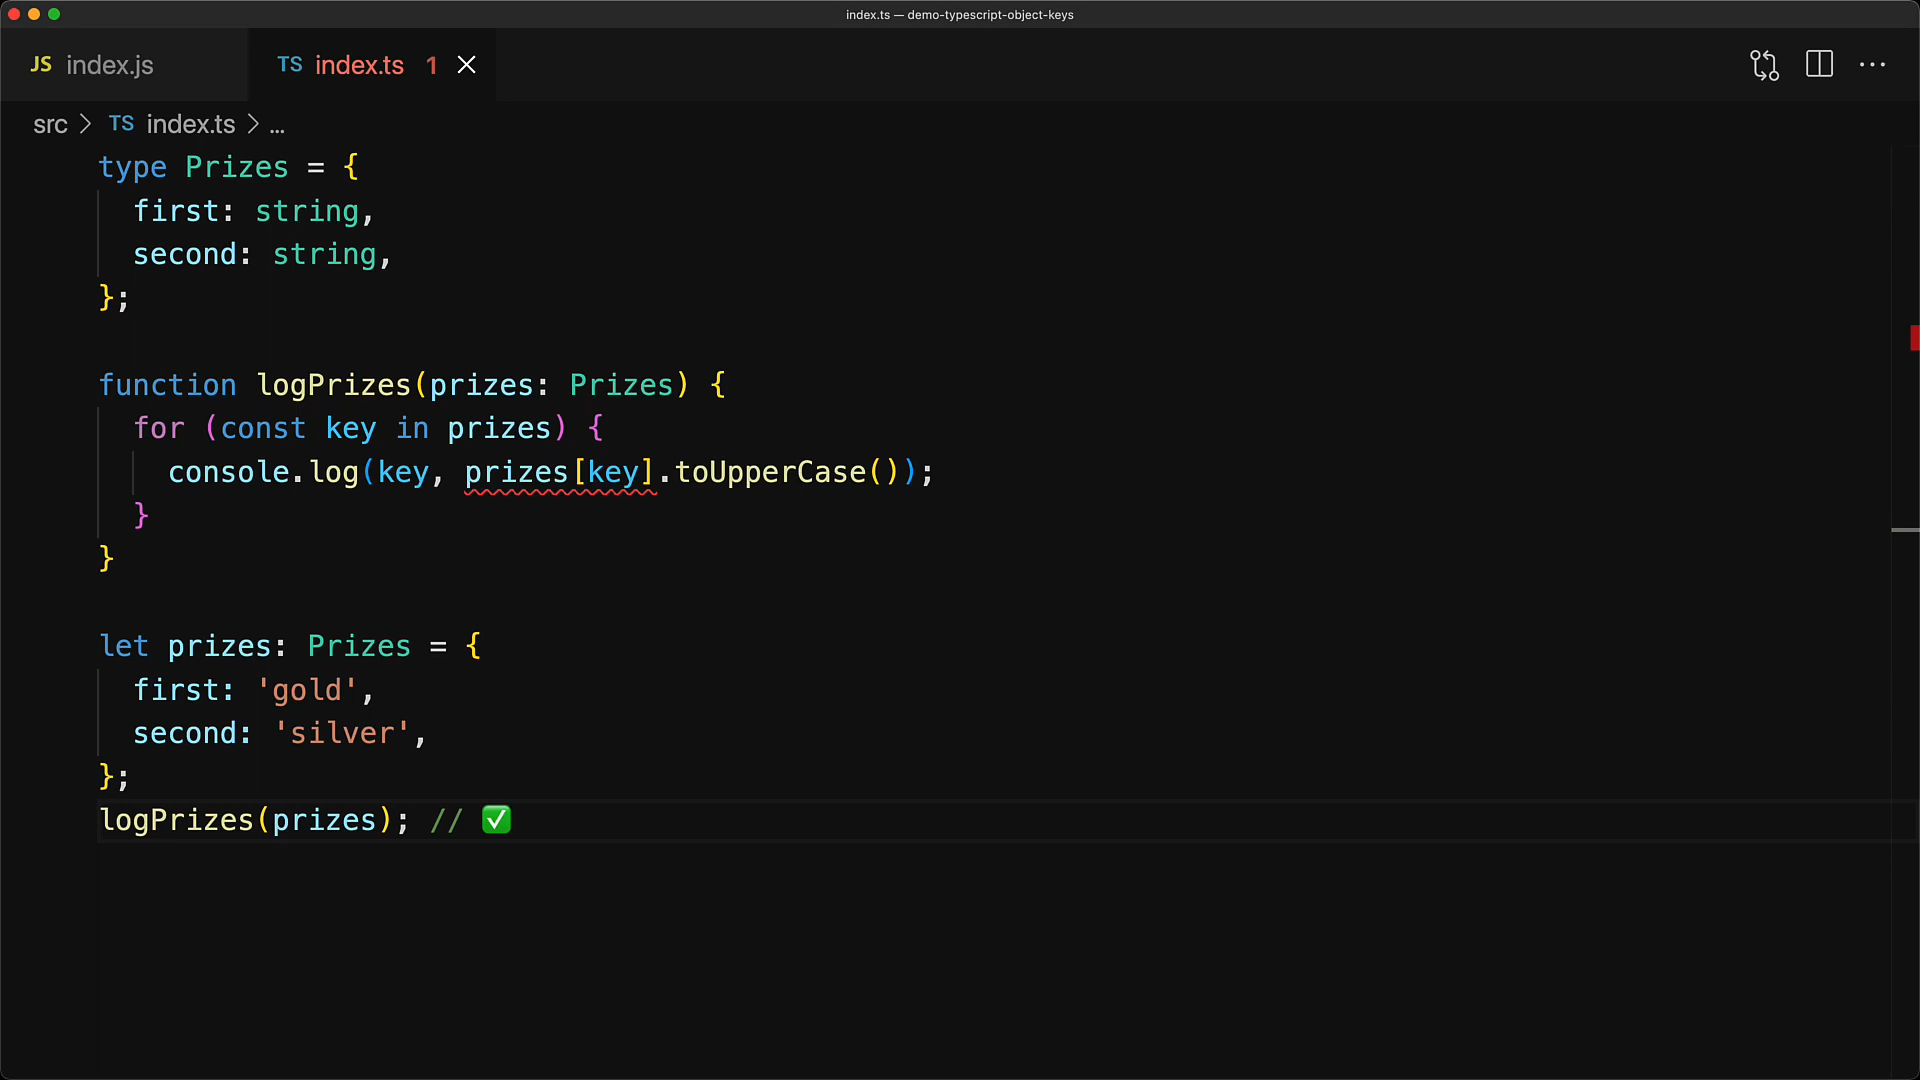 index.ts — demo-typescript-object-keys
JS index.js TS index.ts 1
src > TS index.ts > ...
type Prizes = {
  first: string,
  second: string,
};

function logPrizes(prizes: Prizes) {
  for (const key in prizes) {
    console.log(key, prizes[key].toUpperCase());
  }
}

let prizes: Prizes = {
  first: 'gold',
  second: 'silver',
};
logPrizes(prizes); // ✅